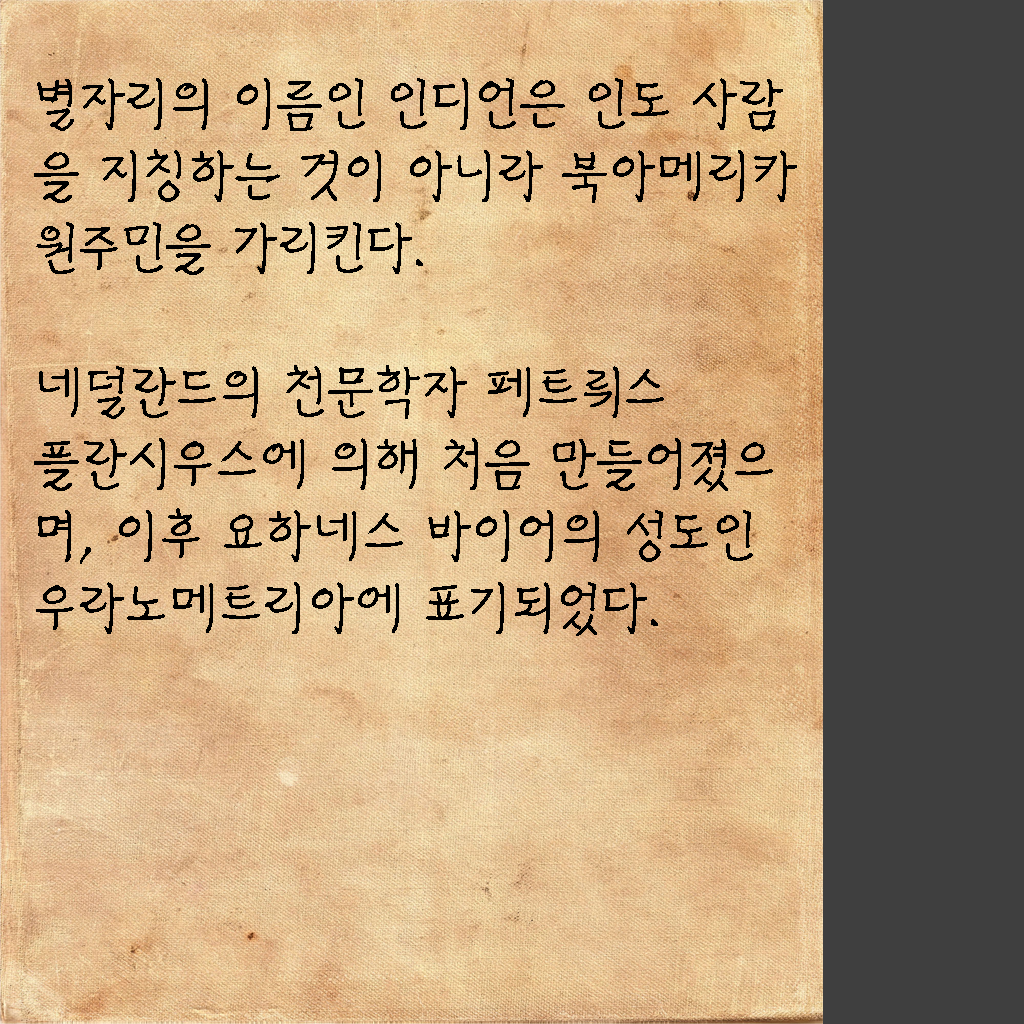 별자리의 이름인 인디언은 인도 사람
을 지칭하는 것이 아니라 북아메리카
원주민을 가리킨다.
네덜란드의 천문학자 페트뤼스
플란시우스에 의해 처음 만들어졌으
며, 이후 요하네스 바이어의 성도인
우라노메트리아에 표기되었다.